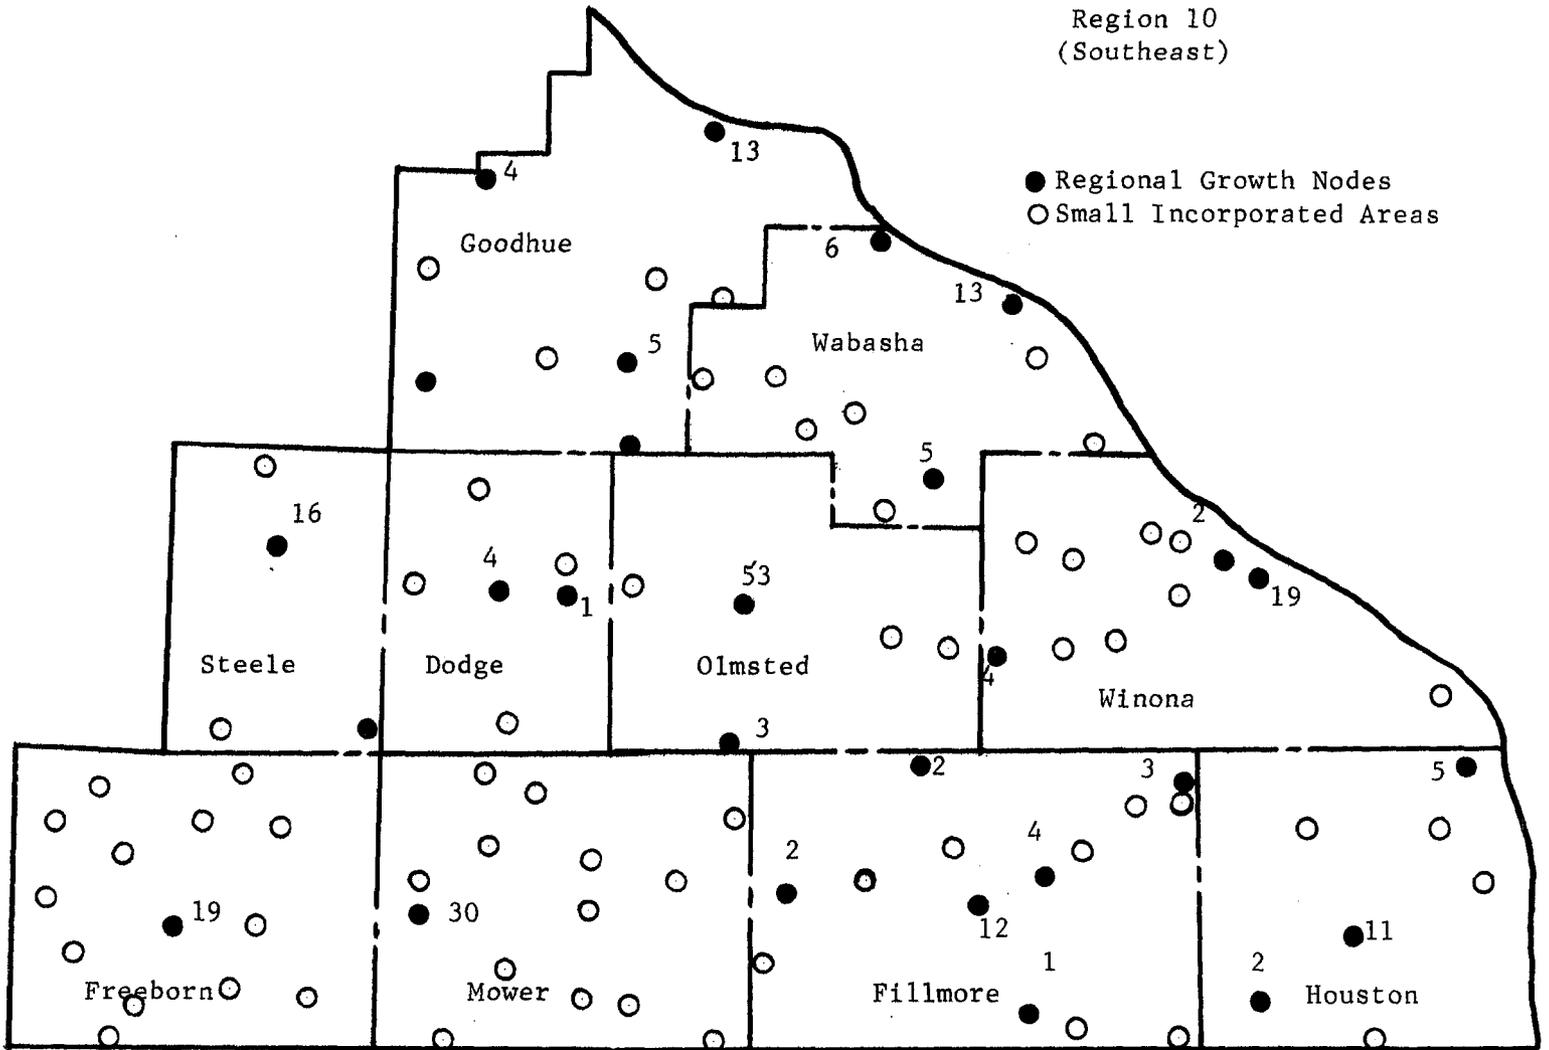 Region 10
(Southeast)
13
4
Regional Growth Nodes
Small Incorporated Areas
Goodhue
6
13
5
Wabasha
5
16
2
4
53
1
19
Steele
Dodge
Olmsted
4
Winona
3
2
3
5
2
4
19
30
12
11
1
2
Freeborn
Mower
Fillmore
Houston